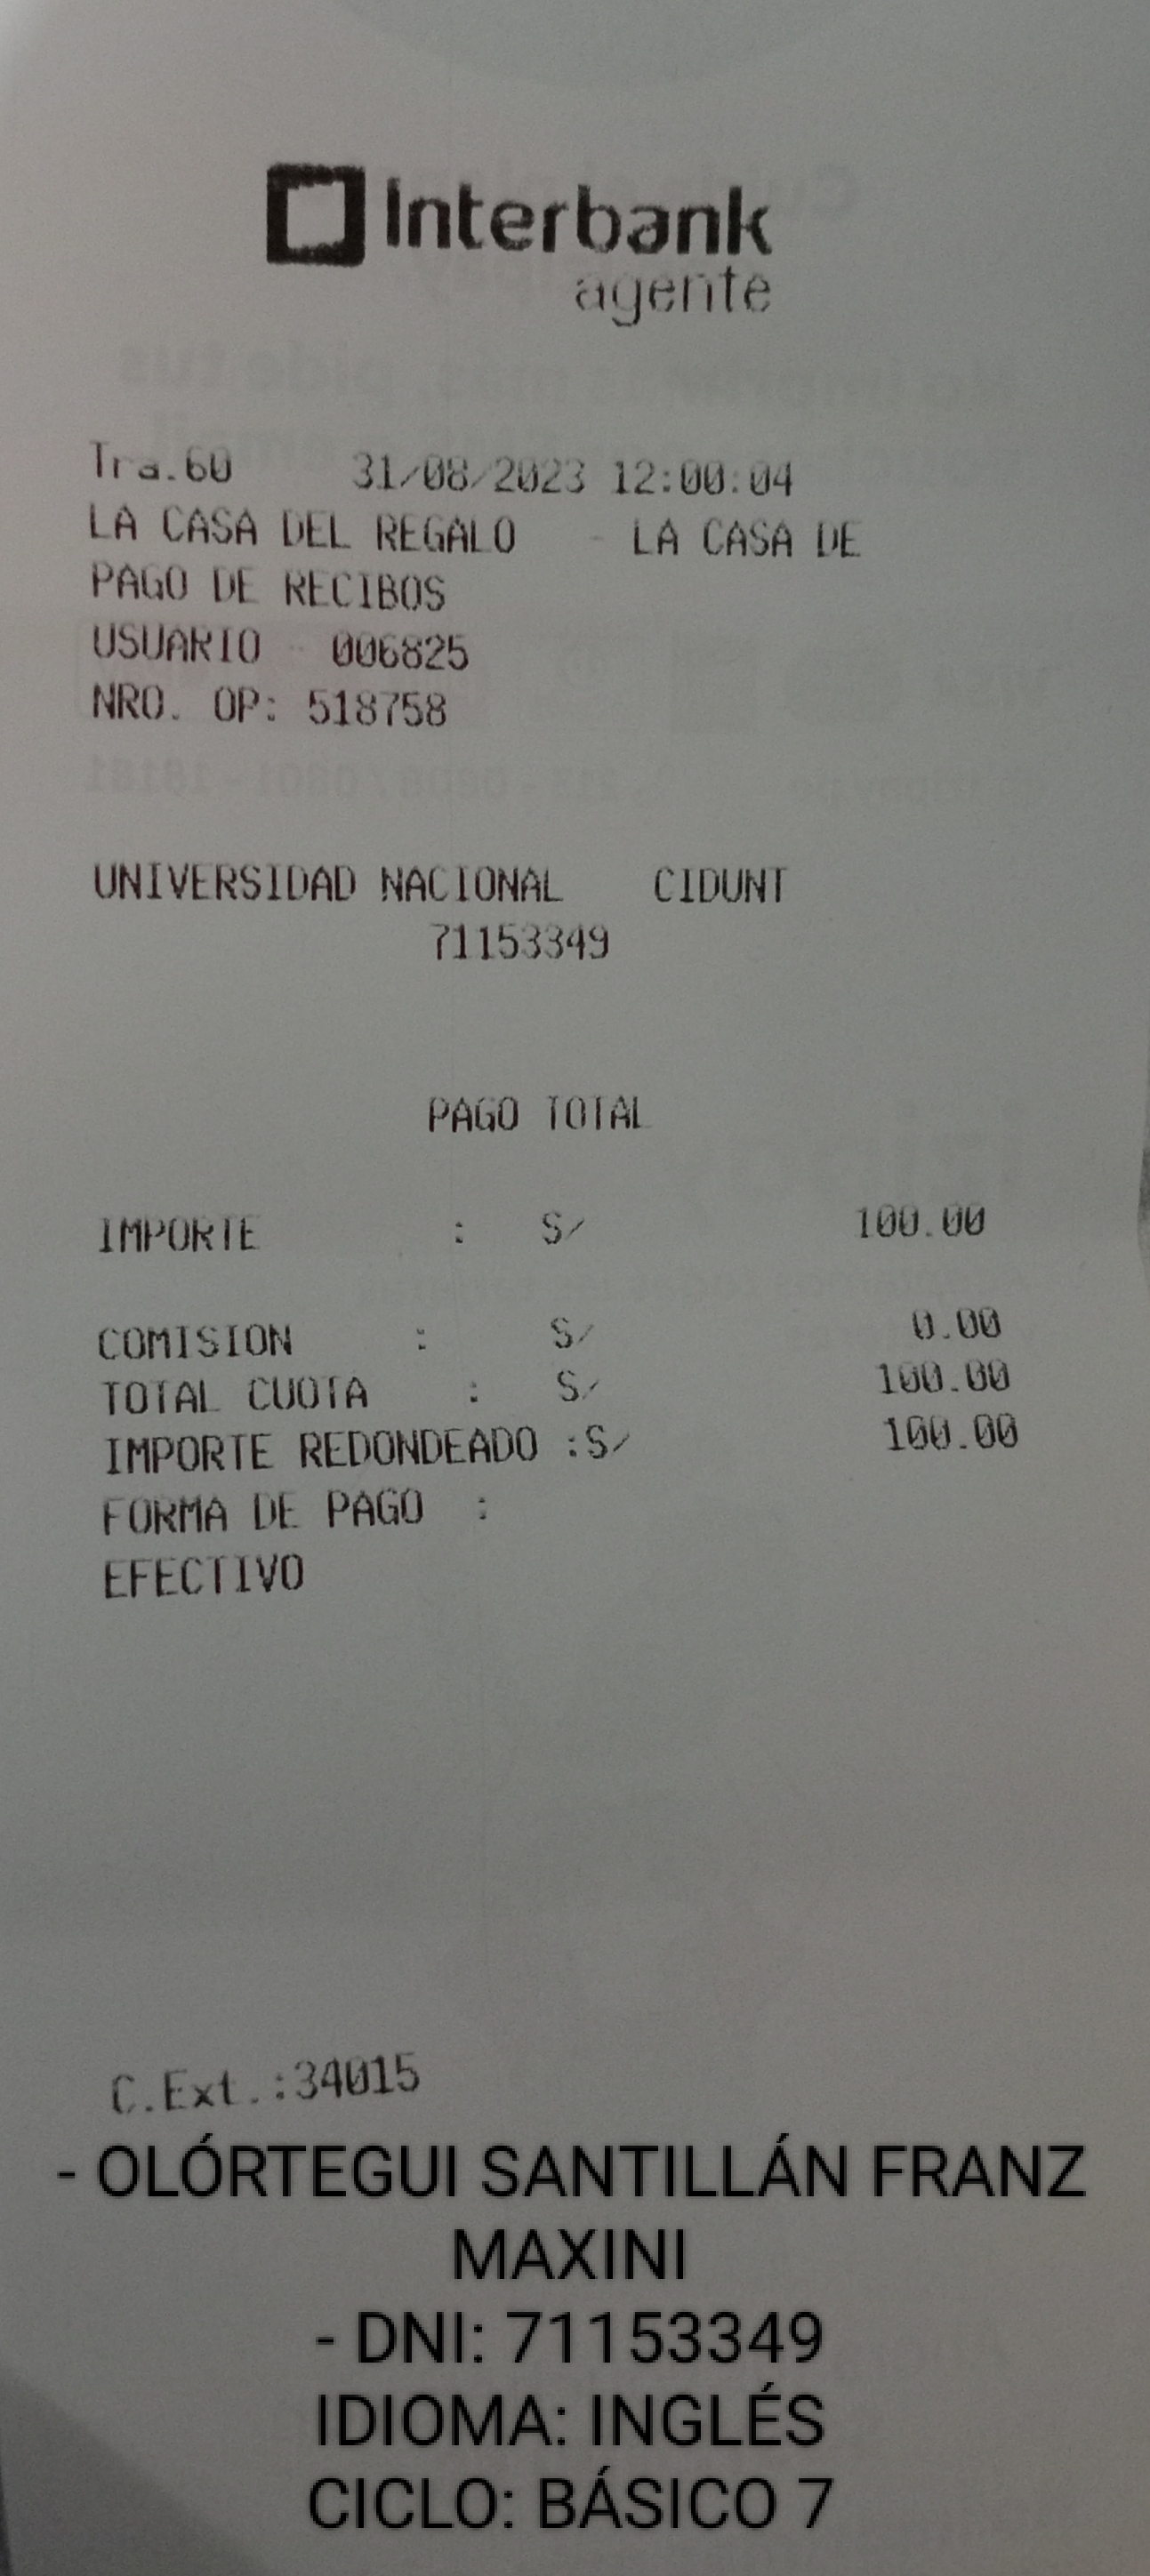 Interbank
agente
Tra.60 31/08/2023 12:00:04
LA CASA DEL REGALO - LA CASA DE
PAGO DE RECIBOS
USUARIO - 006825
NRO. OP: 518758
UNIVERSIDAD NACIONAL CIDUNT
71153349
PAGO TOTAL
IMPORTE : S/ 100.00
COMISION : S/ 0.00
TOTAL CUOTA : S/ 100.00
IMPORTE REDONDEADO :S/ 100.00
FORMA DE PAGO :
EFECTIVO
C.Ext.:34015
- OLÓRTEGUI SANTILLÁN FRANZ
MAXINI
- DNI: 71153349
IDIOMA: INGLÉS
CICLO: BÁSICO 7